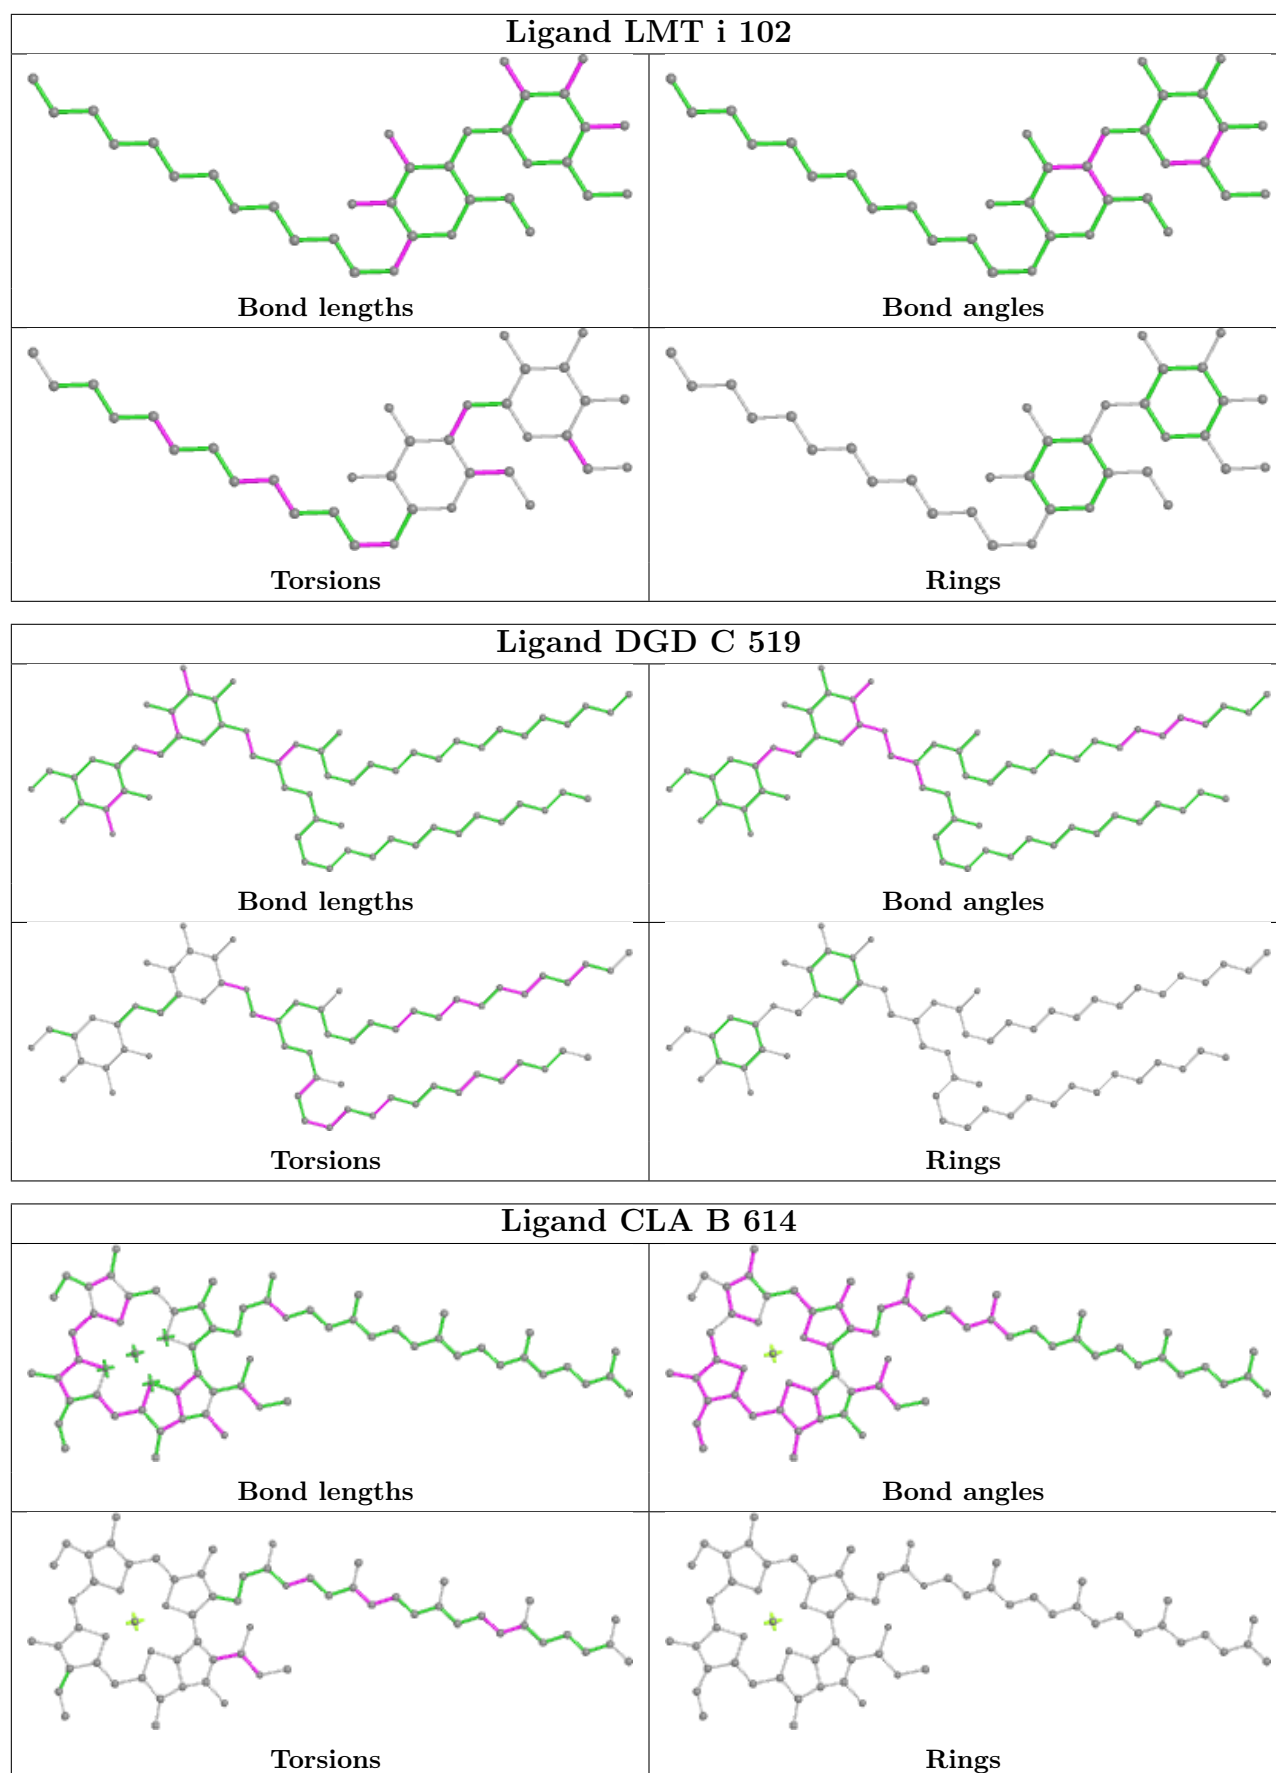 Ligand LMT i 102
Bond lengths
Bond angles
Torsions
Rings
Ligand DGD C 519
Bond lengths
Bond angles
Torsions
Rings
Ligand CLA B 614
Bond lengths
Bond angles
Torsions
Rings